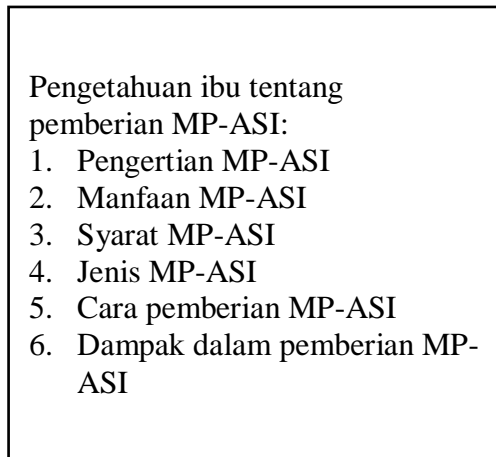 Pengetahuan ibu tentang
pemberian MP-ASI:
1. Pengertian MP-ASI
2. Manfaan MP-ASI
3. Syarat MP-ASI
4. Jenis MP-ASI
5. Cara pemberian MP-ASI
6. Dampak dalam pemberian MP-
ASI